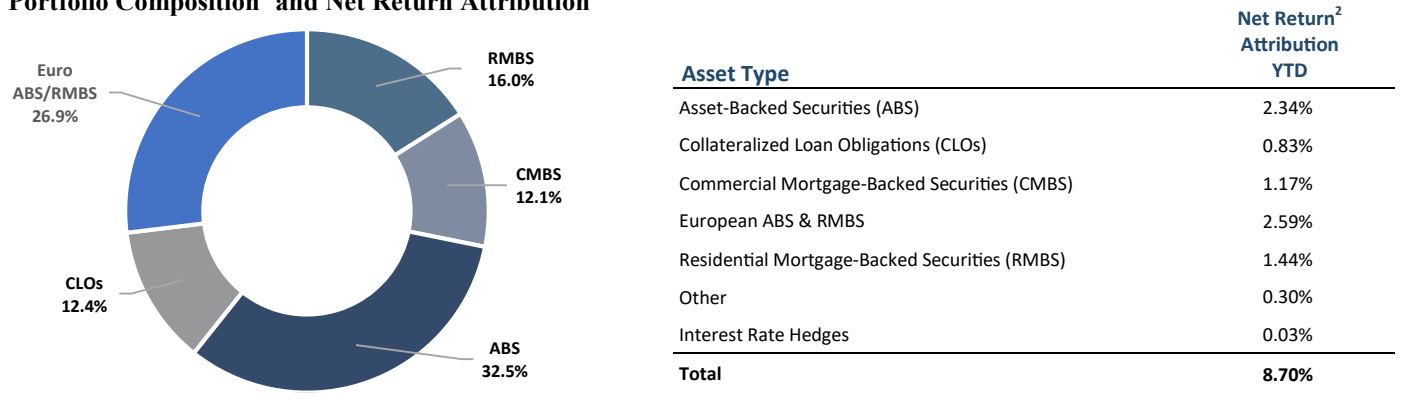 Portfolio Composition and Net Return Attribution
RMBS
16.0%
Euro
ABS/RMBS
26.9%
CMBS
12.1%
CLOs
12.4%
ABS
32.5%
Net Return2
Attribution
Asset Type YTD
Asset-Backed Securities (ABS) 2.34%
Collateralized Loan Obligations (CLOs) 0.83%
Commercial Mortgage-Backed Securities (CMBS) 1.17%
European ABS & RMBS 2.59%
Residential Mortgage-Backed Securities (RMBS) 1.44%
Other 0.30%
Interest Rate Hedges 0.03%
Total 8.70%